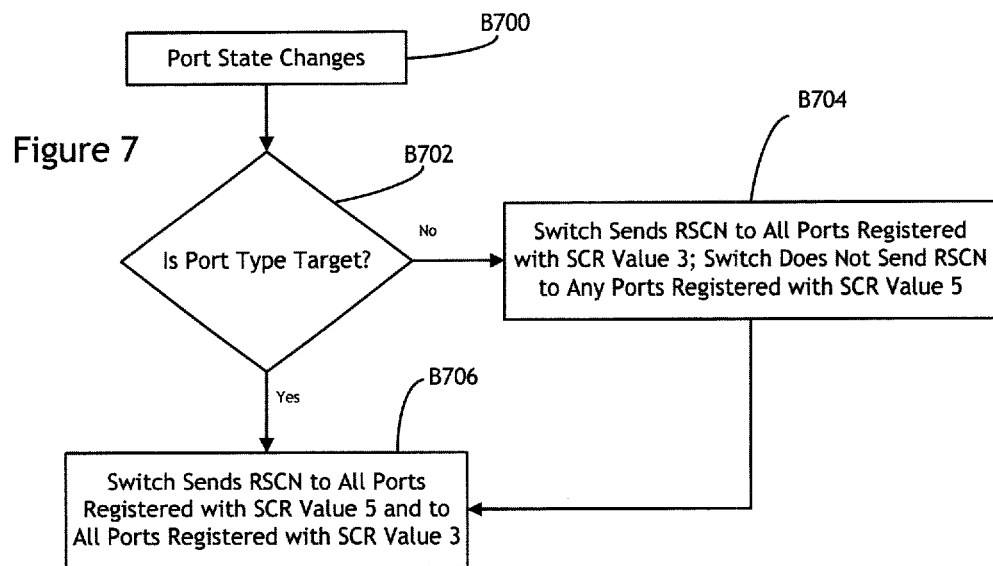 B700
Port State Changes
Figure 7
B702
B704
Is Port Type Target?
No
Switch Sends RSCN to All Ports Registered
with SCR Value 3; Switch Does Not Send RSCN
to Any Ports Registered with SCR Value 5
Yes
B706
Switch Sends RSCN to All Ports
Registered with SCR Value 5 and to
All Ports Registered with SCR Value 3